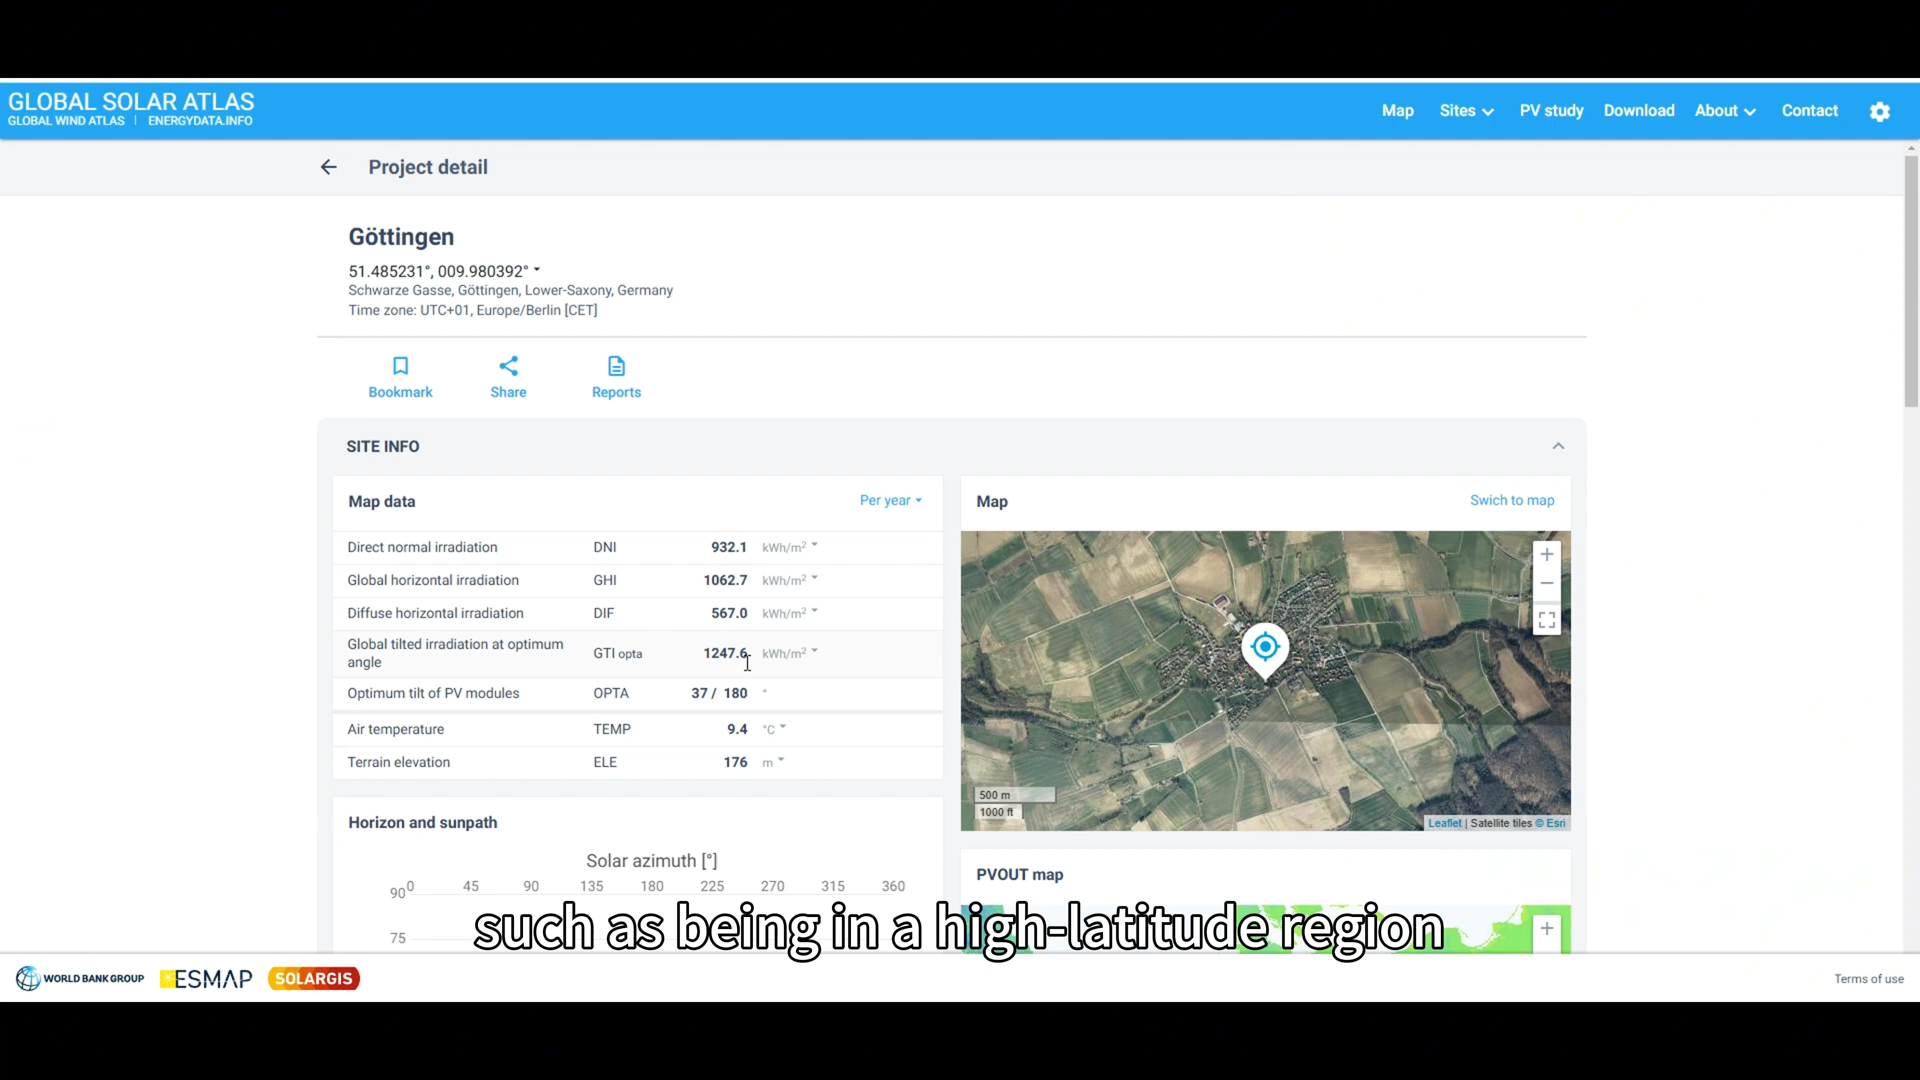 GLOBAL SOLAR ATLAS
GLOBAL WIND ATLAS | ENERGYDATA.INFO
Map Sites PV study Download About Contact
Project detail
Göttingen
51.485231°, 009.980392°
Schwarze Gasse, Göttingen, Lower-Saxony, Germany
Time zone: UTC+01, Europe/Berlin [CET]
Bookmark Share Reports
SITE INFO
Map data Per year
Direct normal irradiation DNI 932.1 kWh/m²
Global horizontal irradiation GHI 1062.7 kWh/m²
Diffuse horizontal irradiation DIF 567.0 kWh/m²
Global tilted irradiation at optimum
angle GTI opta 1247.6 kWh/m²
Optimum tilt of PV modules OPTA 37 / 180 °
Air temperature TEMP 9.4 °C
Terrain elevation ELE 176 m
Map Swich to map
500 m
1000 ft
Leaflet | Satellite tiles © Esri
Horizon and sunpath
Solar azimuth [°]
0 45 90 135 180 225 270 315 360
90
75
PVOUT map
such as being in a high-latitude region
WORLD BANK GROUP ESMAP SOLARGIS
Terms of use